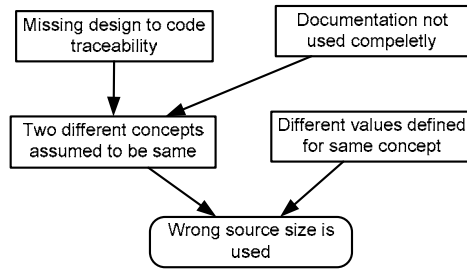 Missing design to code
traceability
Documentation not
used compeletly
Two different concepts
assumed to be same
Different values defined
for same concept
Wrong source size is
used